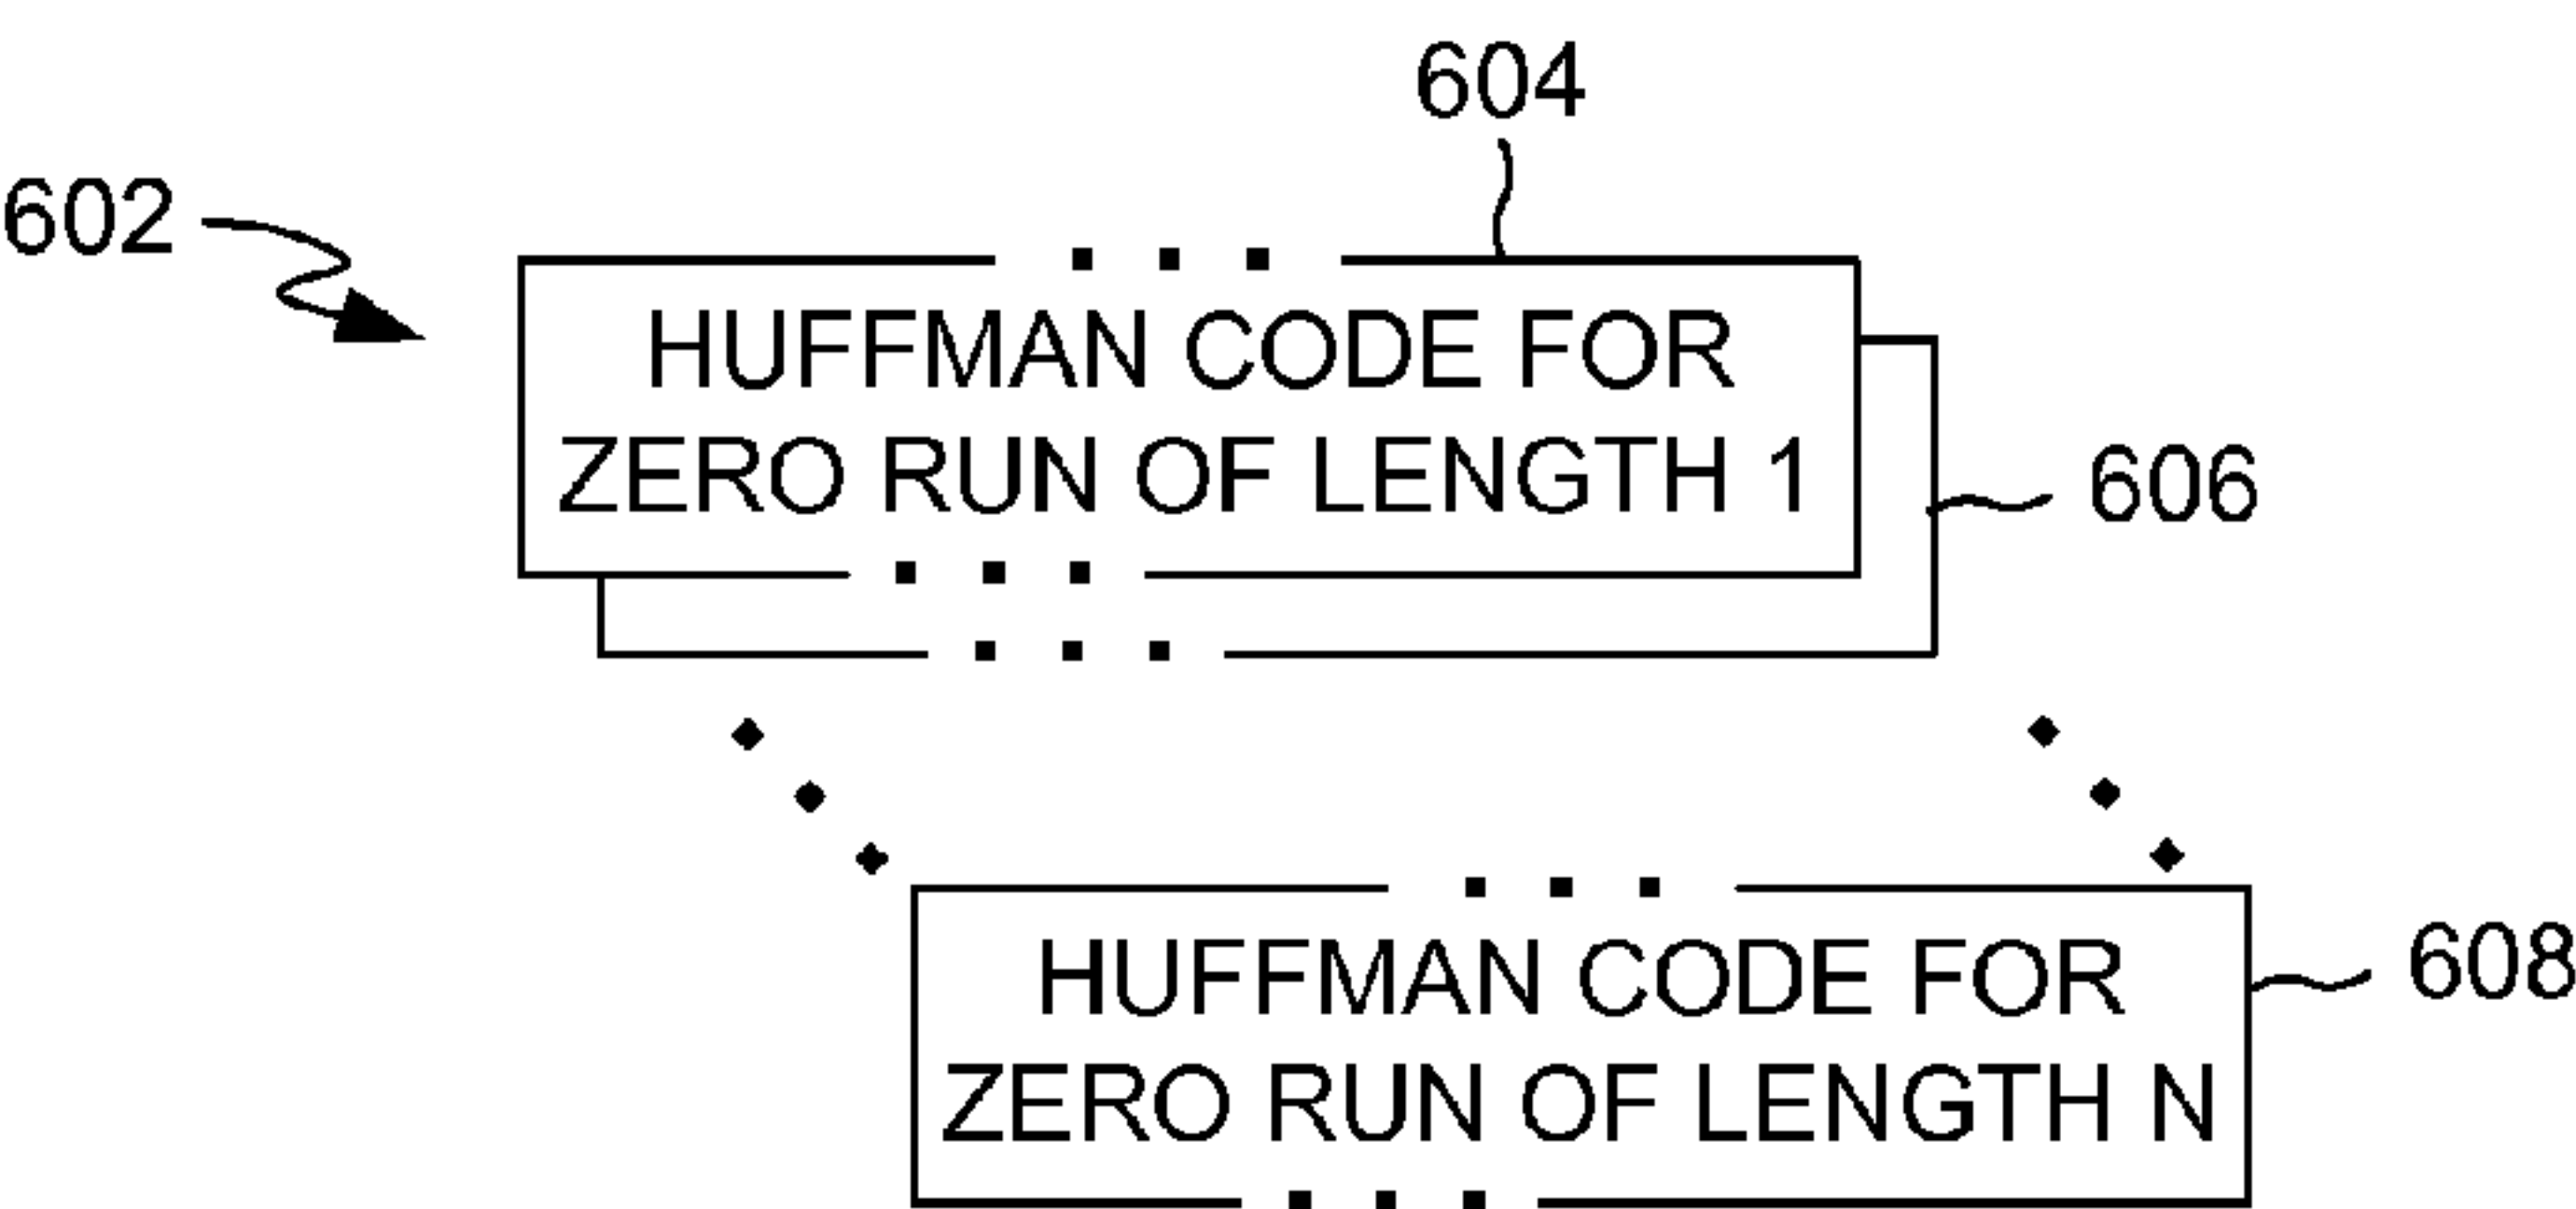 604
602
HUFFMAN CODE FOR
ZERO RUN OF LENGTH 1
606
HUFFMAN CODE FOR
608
ZERO RUN OF LENGTH N